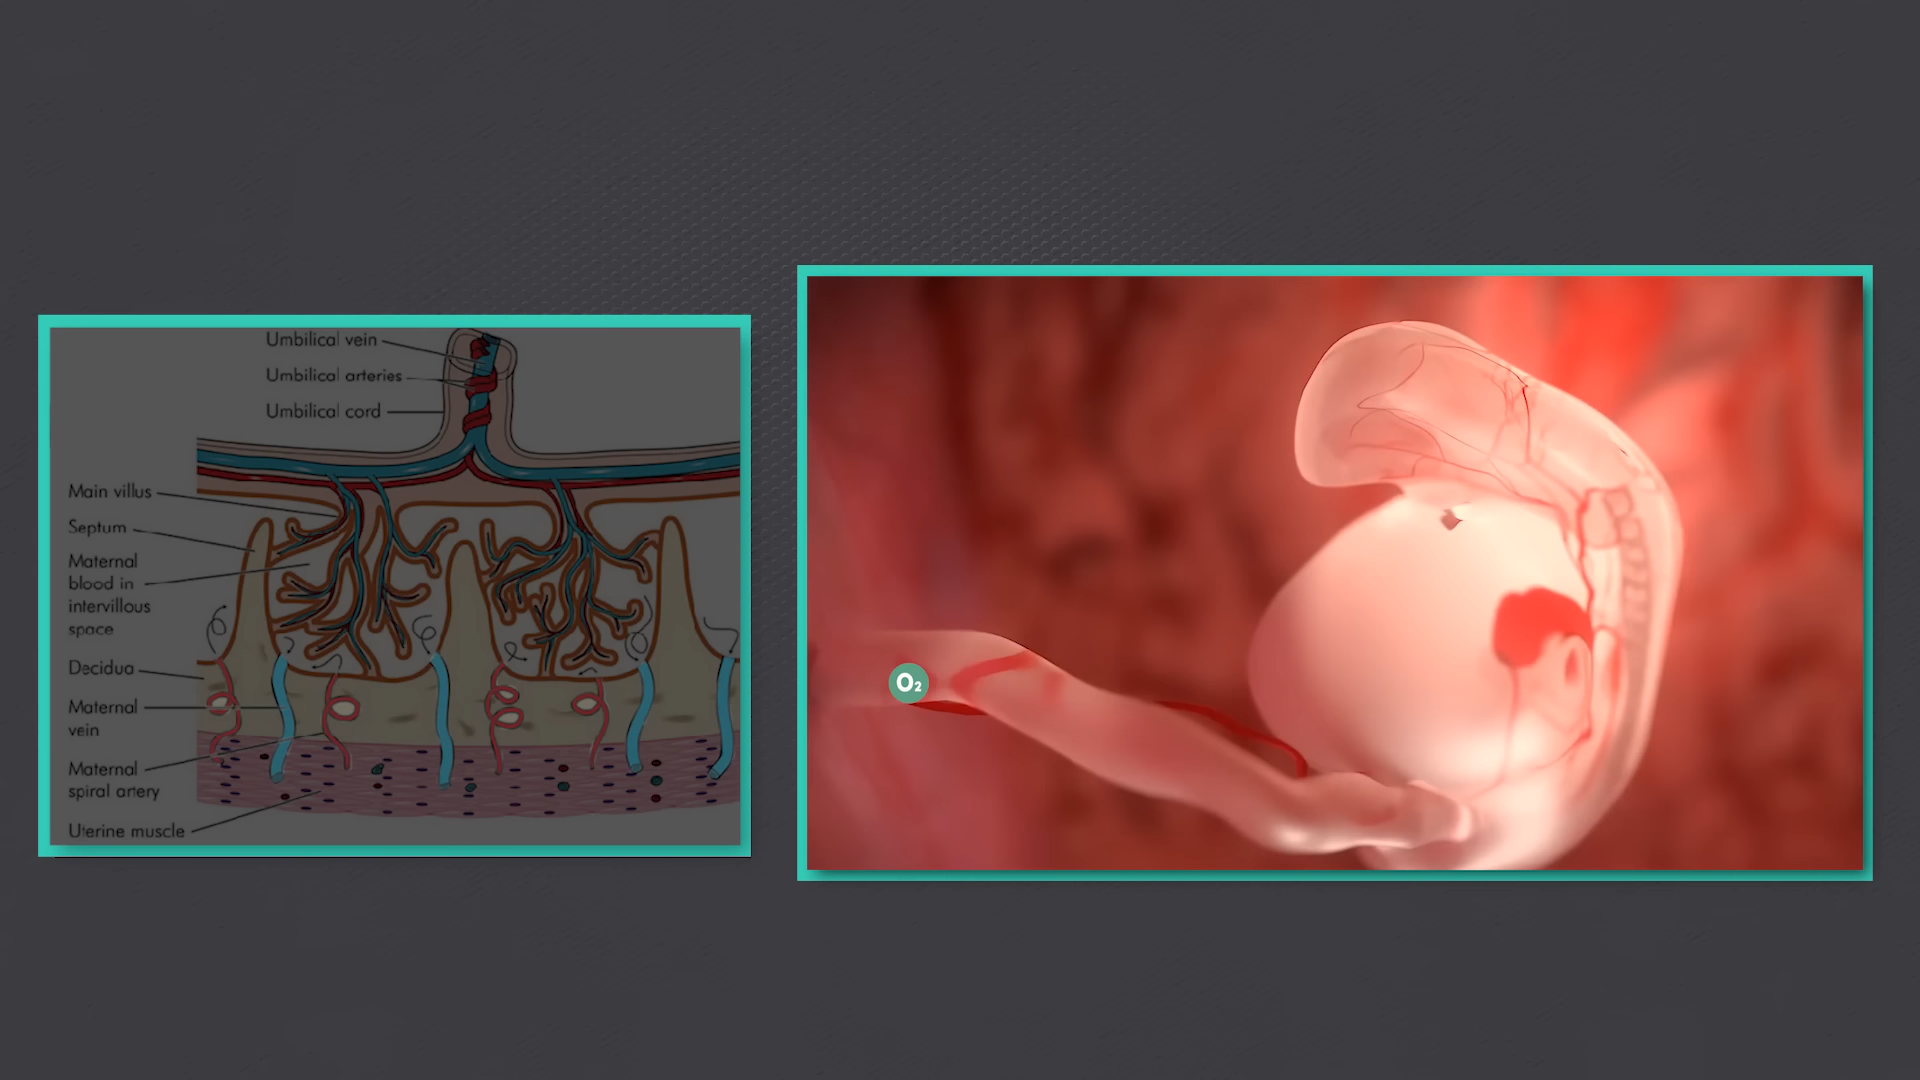 Umbilical vein
Umbilical arteries
Umbilical cord
Main villus
Septum
Maternal
blood in
intervillous
space
Decidua
Maternal
vein
Maternal
spiral artery
Uterine muscle
O₂